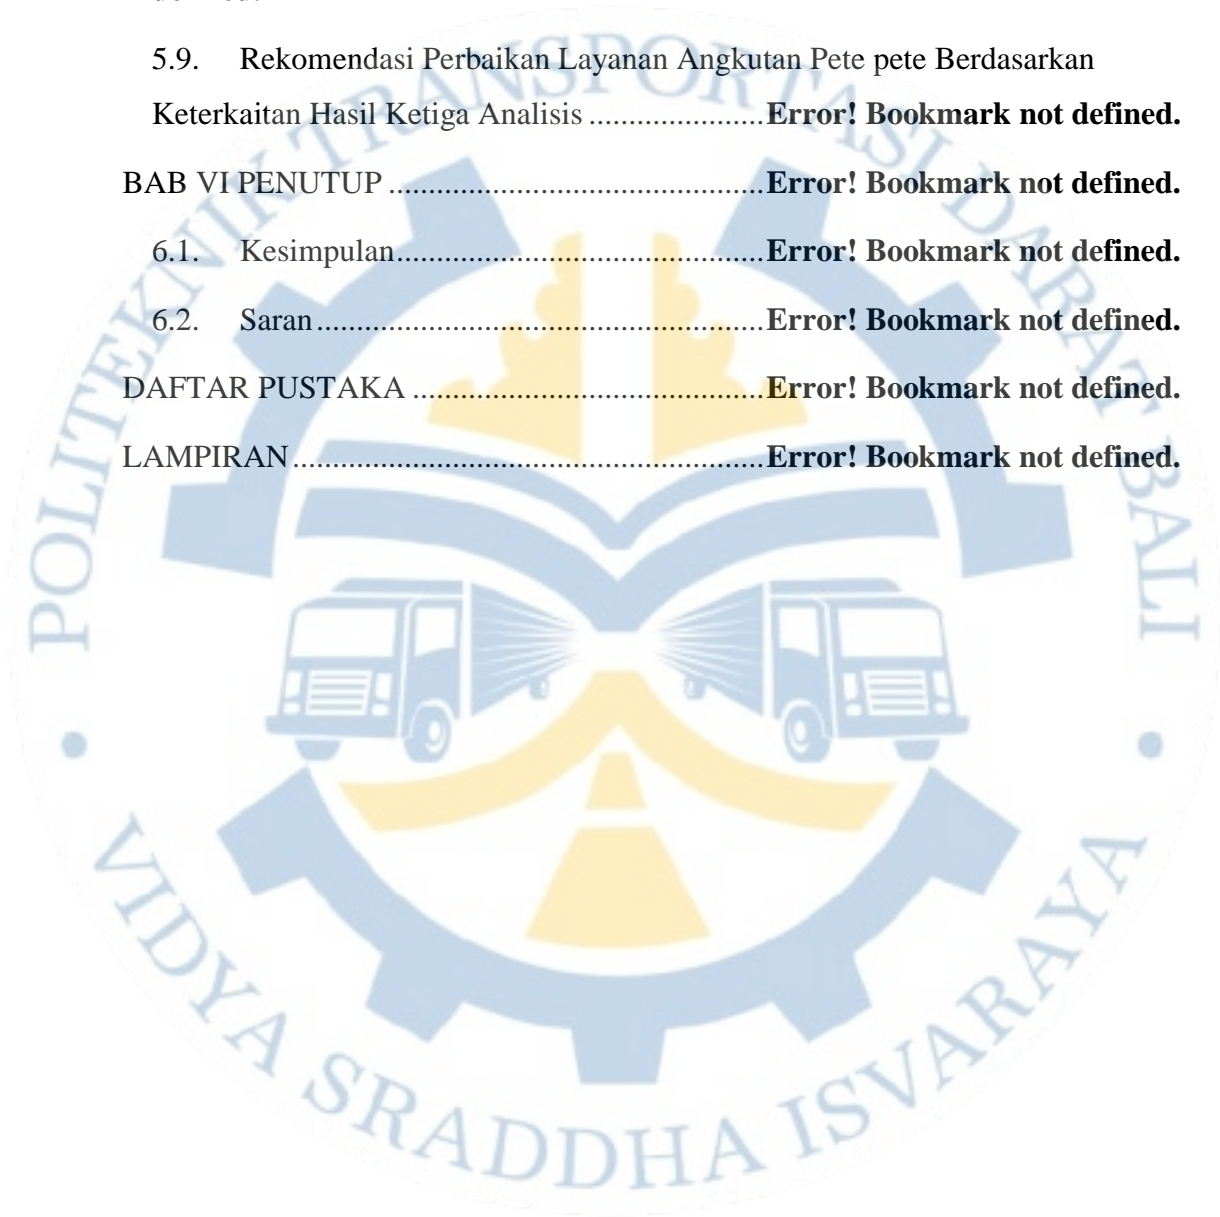 defined.
5.9. Rekomendasi Perbaikan Layanan Angkutan Pete pete Berdasarkan
Keterkaitan Hasil Ketiga Analisis ..................... Error! Bookmark not defined.
BAB VI PENUTUP ............................................. Error! Bookmark not defined.
6.1. Kesimpulan............................................ Error! Bookmark not defined.
6.2. Saran ..................................................... Error! Bookmark not defined.
DAFTAR PUSTAKA .......................................... Error! Bookmark not defined.
LAMPIRAN........................................................ Error! Bookmark not defined.
POLITEKNIK TRANSPORTASI DARAT BALI
VIDYA SRADDHA ISVARAYA